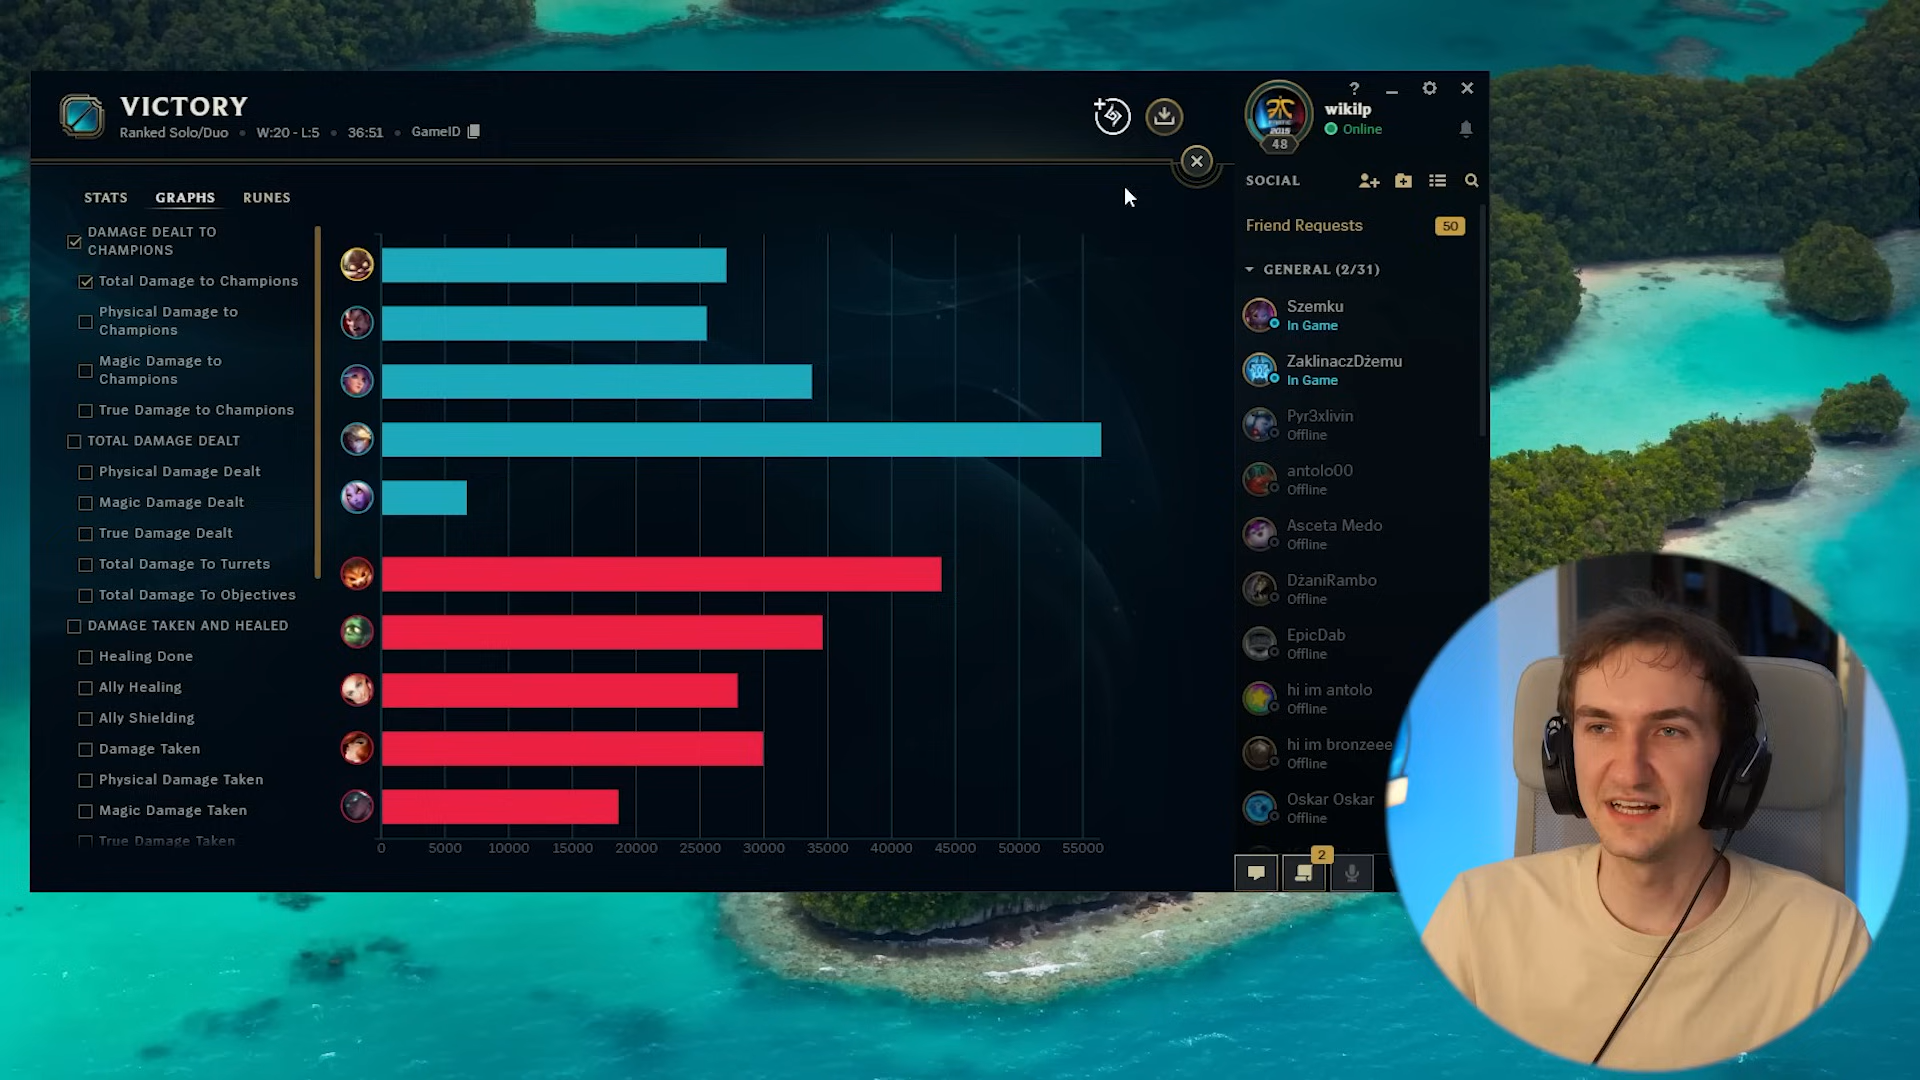 VICTORY
Ranked Solo/Duo • W:20 - L:5 • 36:51 • GameID
STATS GRAPHS RUNES
DAMAGE DEALT TO
CHAMPIONS
Total Damage to Champions
Physical Damage to
Champions
Magic Damage to
Champions
True Damage to Champions
TOTAL DAMAGE DEALT
Physical Damage Dealt
Magic Damage Dealt
True Damage Dealt
Total Damage To Turrets
Total Damage To Objectives
DAMAGE TAKEN AND HEALED
Healing Done
Ally Healing
Ally Shielding
Damage Taken
Physical Damage Taken
Magic Damage Taken
True Damage Taken
0 5000 10000 15000 20000 25000 30000 35000 40000 45000 50000 55000
2015
48
?
wikilp
Online
SOCIAL
Friend Requests 50
GENERAL (2/31)
Szemku
In Game
ZaklinaczDżemu
In Game
Pyr3xlivin
Offline
antolo00
Offline
Asceta Medo
Offline
DżaniRambo
Offline
EpicDab
Offline
hi im antolo
Offline
hi im bronzeee
Offline
Oskar Oskar
Offline
2